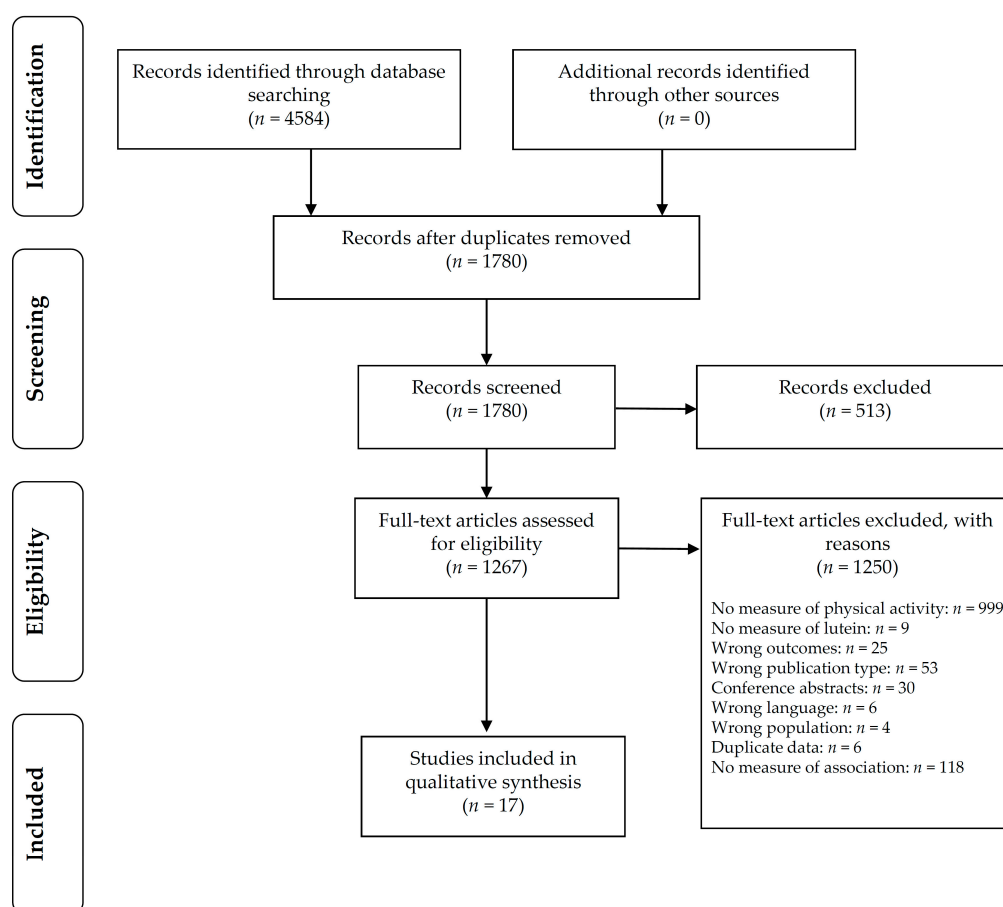 Identification
Records identified through database
searching
(n = 4584)
Additional records identified
through other sources
(n = 0)
Records after duplicates removed
(n = 1780)
Screening
Records screened
(n = 1780)
Records excluded
(n = 513)
Eligibility
Full-text articles assessed
for eligibility
(n = 1267)
Full-text articles excluded, with
reasons
(n = 1250)
No measure of physical activity: n = 999
No measure of lutein: n = 9
Wrong outcomes: n = 25
Wrong publication type: n = 53
Conference abstracts: n = 30
Wrong language: n = 6
Wrong population: n = 4
Duplicate data: n = 6
No measure of association: n = 118
Included
Studies included in
qualitative synthesis
(n = 17)